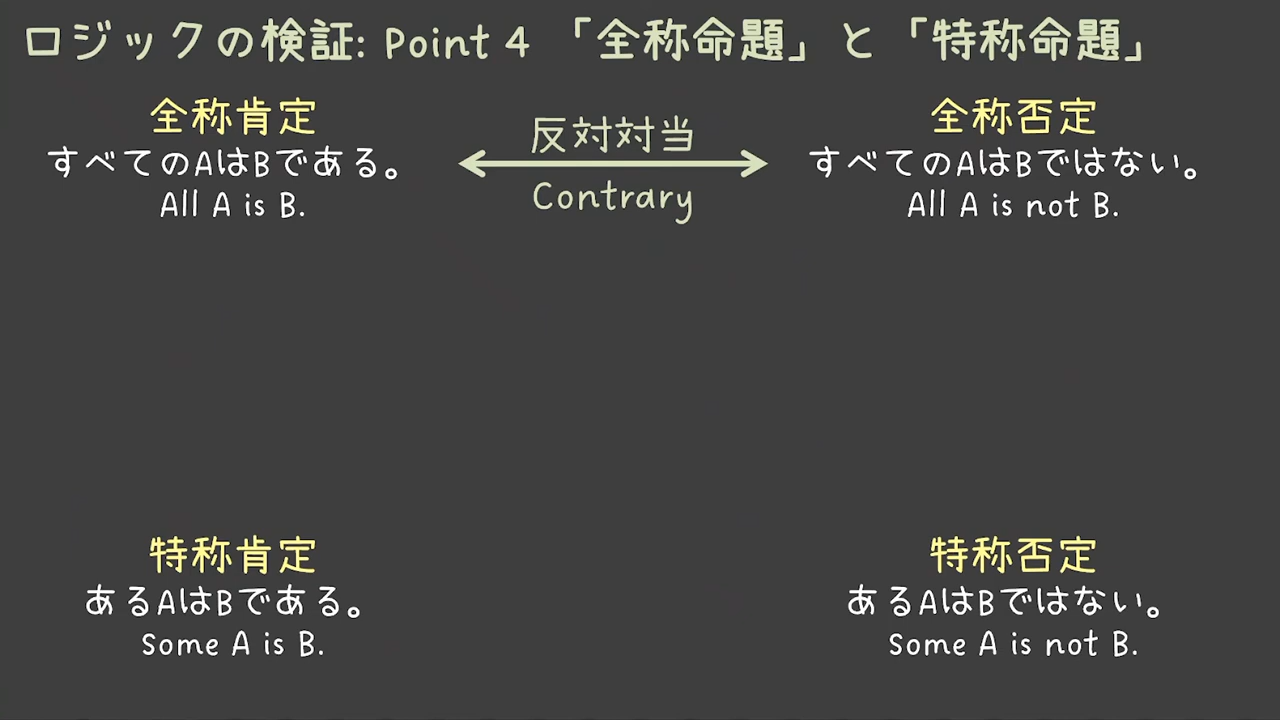 ロジックの検証: Point 4 「全称命題」と「特称命題」
全称肯定
すべてのAはBである。
All A is B.
反対対当
Contrary
全称否定
すべてのAはBではない。
All A is not B.
特称肯定
あるAはBである。
Some A is B.
特称否定
あるAはBではない。
Some A is not B.